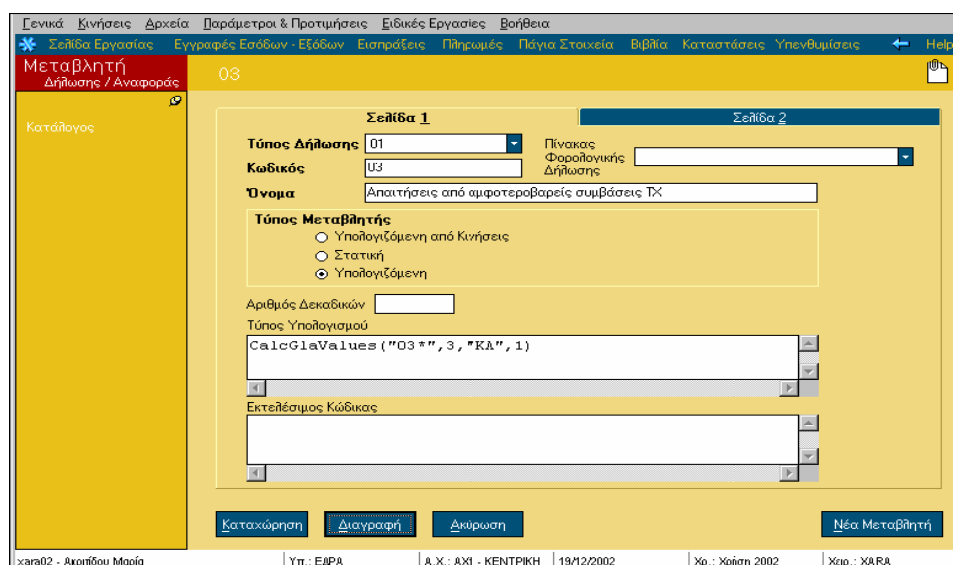 Γενικά Κινήσεις Αρχεία Παράμετροι & Προτιμήσεις Ειδικές Εργασίες Βοήθεια
Σελίδα Εργασίας Εγγραφές Εσόδων - Εξόδων Εισπράξεις Πληρωμές Πάγια Στοιχεία Βιβλία Καταστάσεις Υπενθυμίσεις Help
Μεταβλητή
Δήλωσης / Αναφοράς
03
Κατάλογος
Σελίδα 1 Σελίδα 2
Τύπος Δήλωσης 01
Πίνακας Φορολογικής Δήλωσης
Κωδικός 03
Όνομα Απαιτήσεις από αμφοτεροβαρείς συμβάσεις ΤΧ
Τύπος Μεταβλητής
Υπολογιζόμενη από Κινήσεις
Στατική
Υπολογιζόμενη
Αριθμός Δεκαδικών
Τύπος Υπολογισμού
CalcGlaValues("03*",3,"ΚΛ",1)
Εκτελέσιμος Κώδικας
Καταχώρηση Διαγραφή Ακύρωση Νέα Μεταβλητή
xara02 - Μαρία Υπ.: ΕΔΡΑ Α.Χ.: ΑΧ1 - ΚΕΝΤΡΙΚΗ 19/12/2002 Χρ.: Χρήση 2002 Χειρ.: XARA